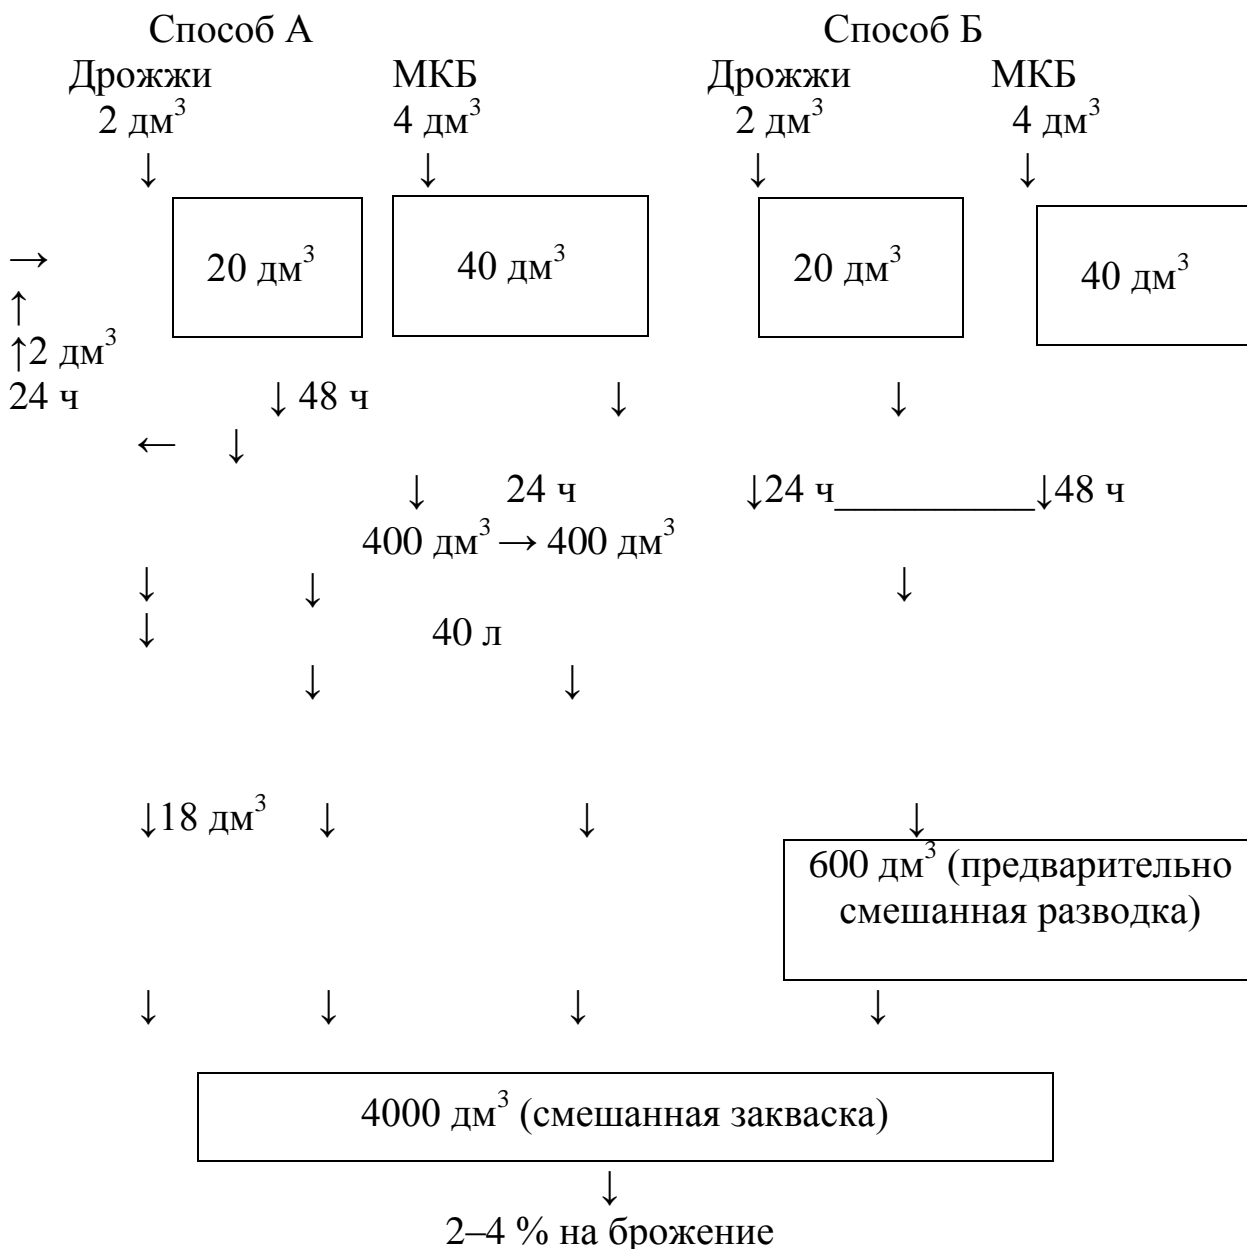 Способ А Способ Б
Дрожжи МКБ Дрожжи МКБ
2 дм³ 4 дм³ 2 дм³ 4 дм³
↓ ↓ ↓ ↓
→ 20 дм³ 40 дм³ 20 дм³ 40 дм³
↑
↑2 дм³
24 ч ↓ 48 ч ↓ ↓
← ↓
↓ 24 ч ↓24 ч__________↓48 ч
400 дм³ → 400 дм³
↓ ↓ ↓
↓ 40 л
↓ ↓
↓18 дм³ ↓ ↓ ↓
600 дм³ (предварительно
смешанная разводка)
↓ ↓ ↓ ↓
4000 дм³ (смешанная закваска)
↓
2–4 % на брожение